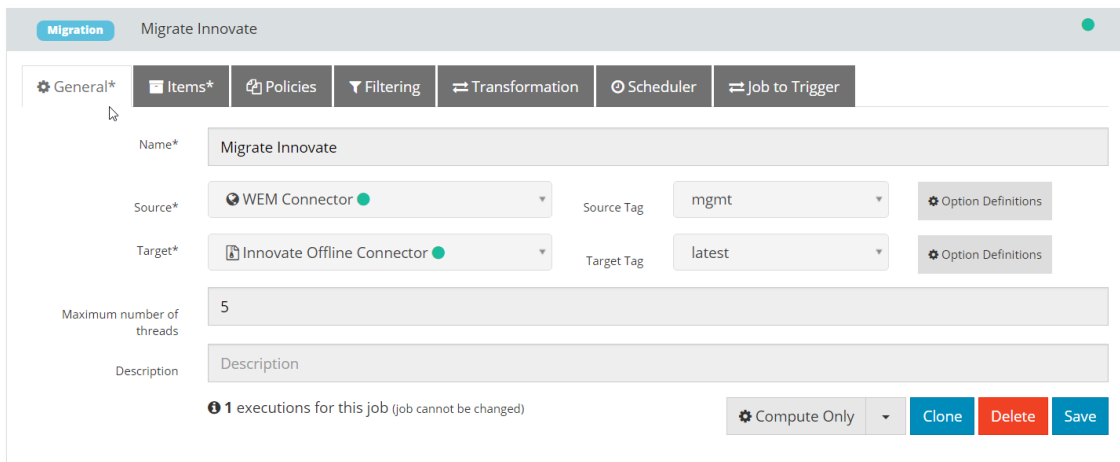 Migration Migrate Innovate
General* Items* Policies Filtering Transformation Scheduler Job to Trigger
Name* Migrate Innovate
Source* WEM Connector Source Tag mgmt Option Definitions
Target* Innovate Offline Connector Target Tag latest Option Definitions
Maximum number of 5
threads
Description Description
1 executions for this job (job cannot be changed) Compute Only Clone Delete Save